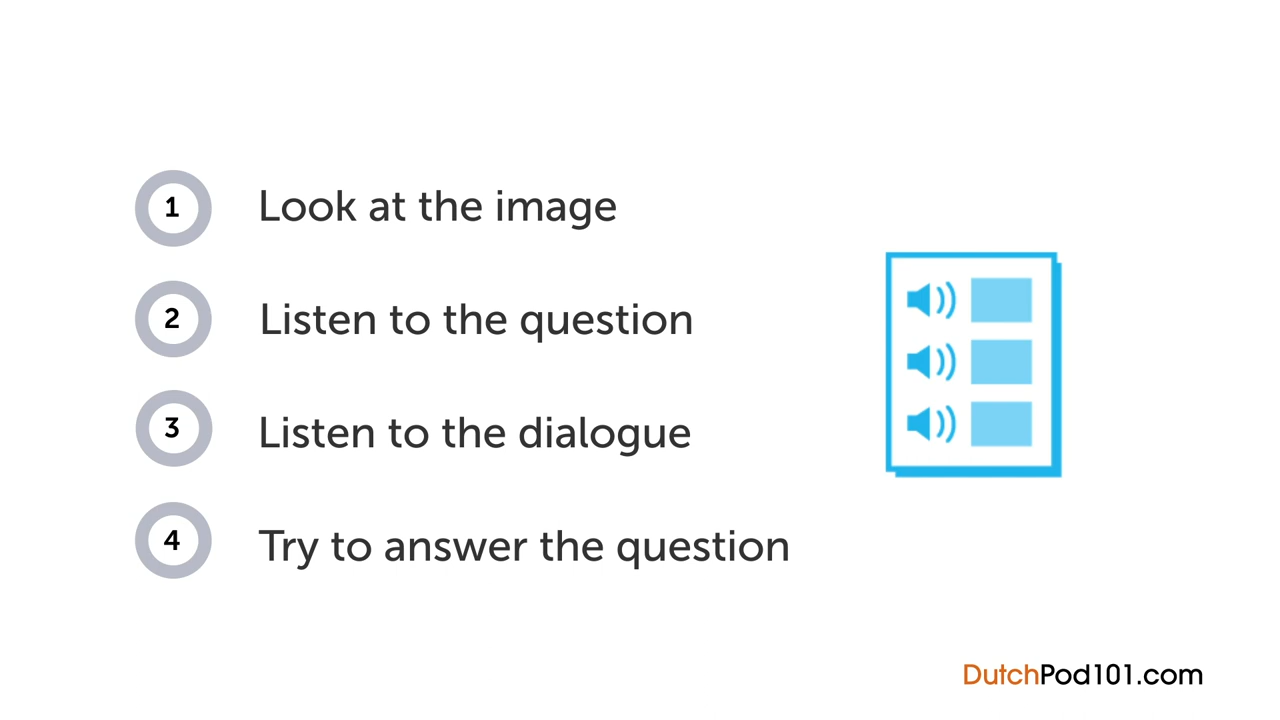 1 Look at the image
2 Listen to the question
3 Listen to the dialogue
4 Try to answer the question
DutchPod101.com